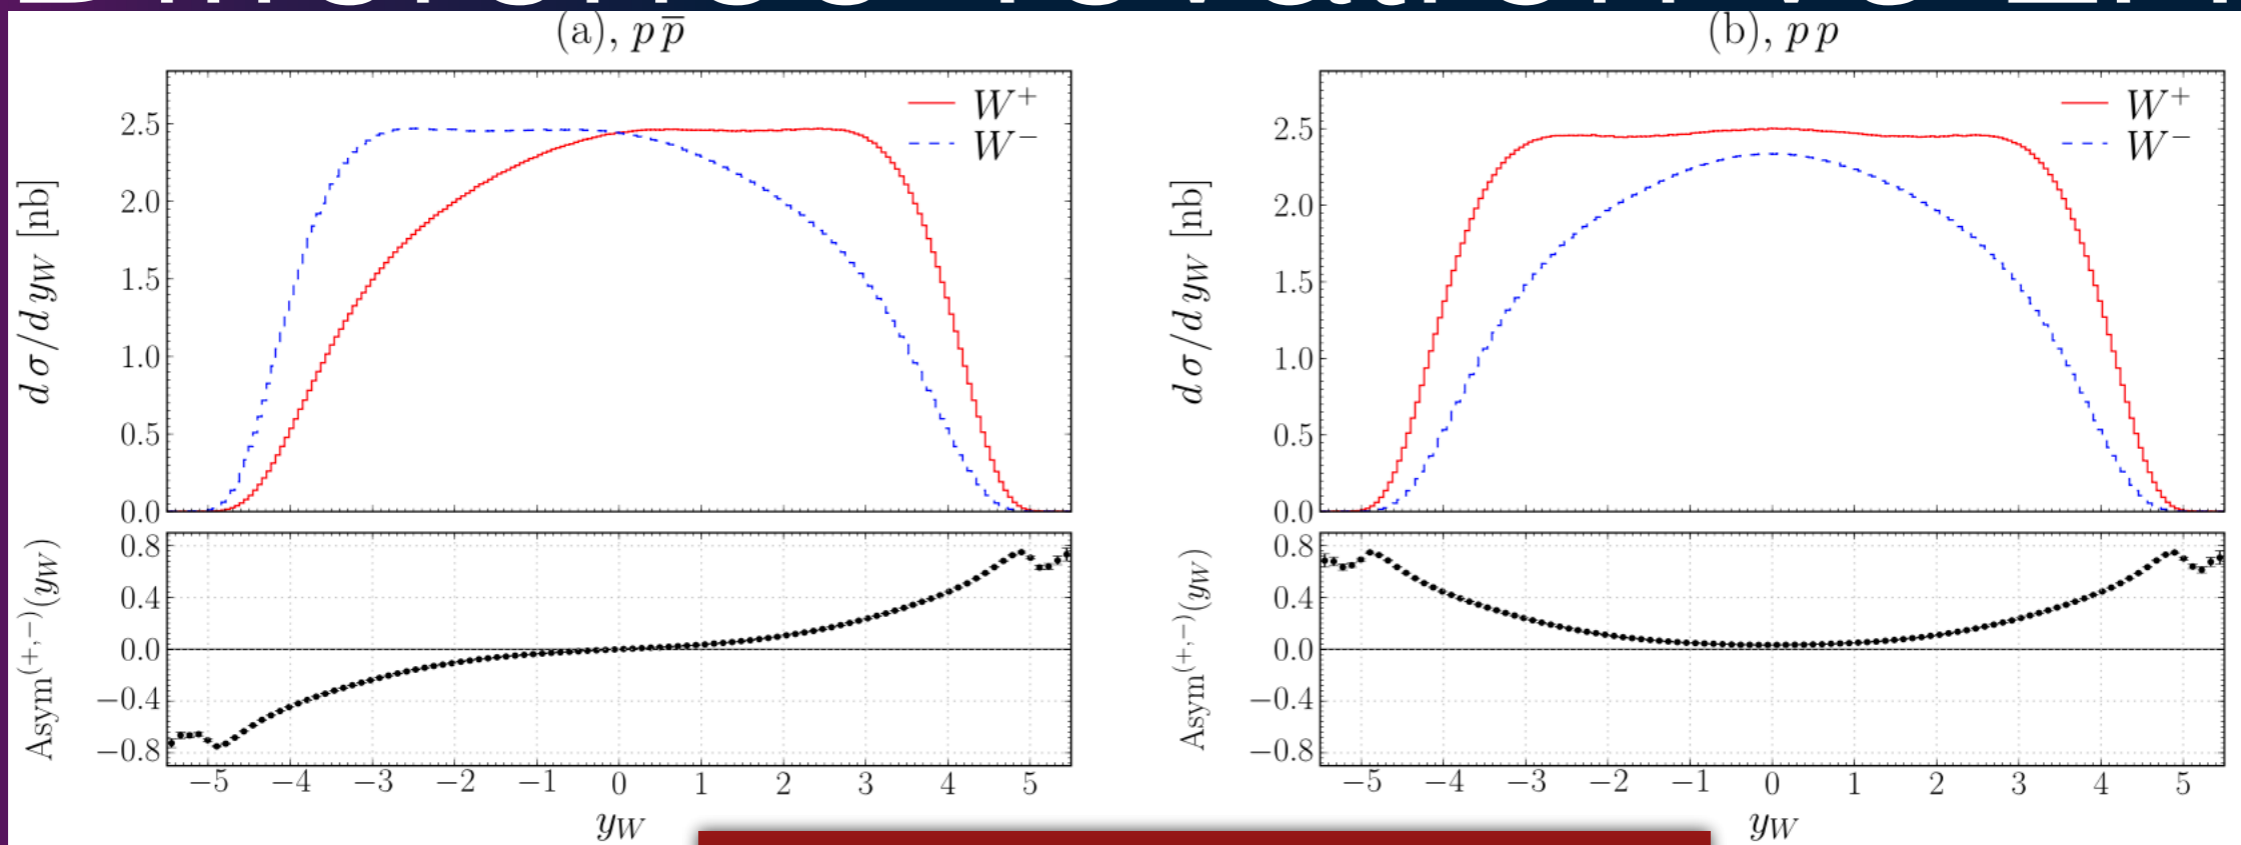 (a), p p̅
W⁺
W⁻
dσ/dy_W [nb]
2.5
2.0
1.5
1.0
0.5
0.0
Asym⁽⁺,⁻⁾(y_W)
0.8
0.4
0.0
−0.4
−0.8
−5 −4 −3 −2 −1 0 1 2 3 4 5
y_W
(b), p p
W⁺
W⁻
dσ/dy_W [nb]
2.5
2.0
1.5
1.0
0.5
0.0
Asym⁽⁺,⁻⁾(y_W)
0.8
0.4
0.0
−0.4
−0.8
−5 −4 −3 −2 −1 0 1 2 3 4 5
y_W